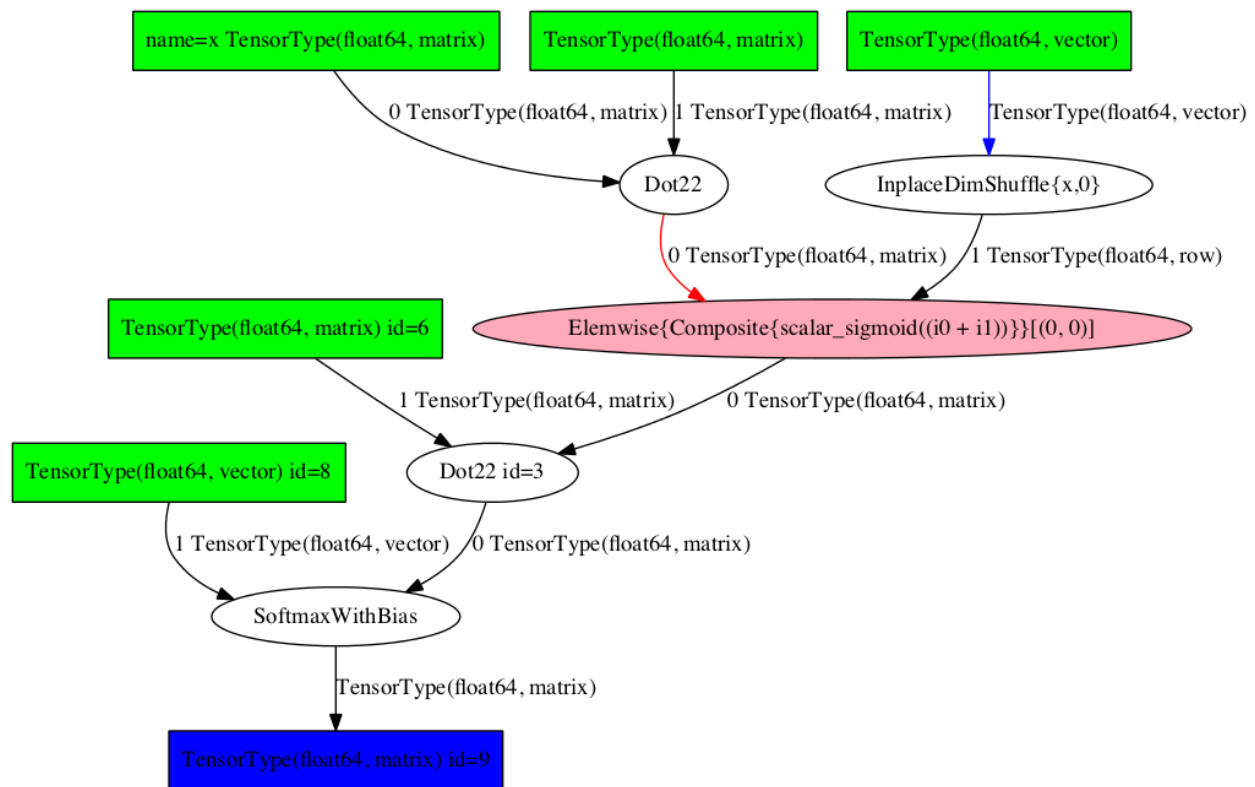 name=x TensorType(float64, matrix)
TensorType(float64, matrix)
TensorType(float64, vector)
0 TensorType(float64, matrix)
1 TensorType(float64, matrix)
TensorType(float64, vector)
Dot22
InplaceDimShuffle{x,0}
0 TensorType(float64, matrix)
1 TensorType(float64, row)
TensorType(float64, matrix) id=6
Elemwise{Composite{scalar_sigmoid((i0 + i1))}}[(0, 0)]
1 TensorType(float64, matrix)
0 TensorType(float64, matrix)
TensorType(float64, vector) id=8
Dot22 id=3
1 TensorType(float64, vector)
0 TensorType(float64, matrix)
SoftmaxWithBias
TensorType(float64, matrix)
TensorType(float64, matrix) id=9